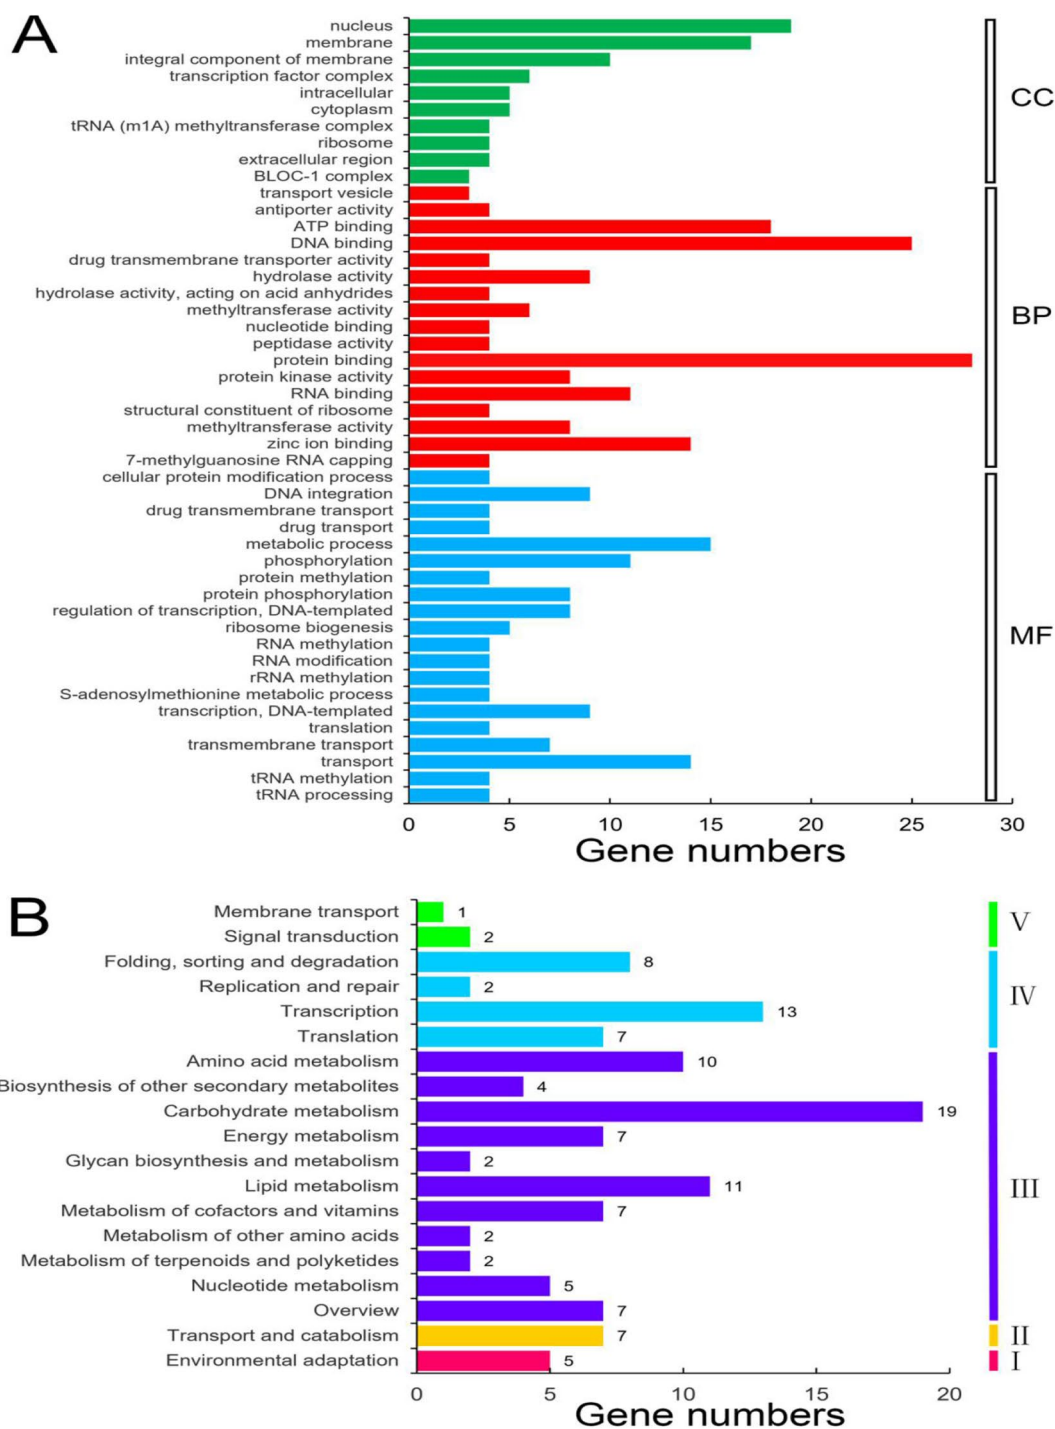 A
nucleus
membrane
integral component of membrane
transcription factor complex
intracellular
cytoplasm
tRNA (m1A) methyltransferase complex
ribosome
extracellular region
BLOC-1 complex
CC
transport vesicle
antiporter activity
ATP binding
DNA binding
drug transmembrane transporter activity
hydrolase activity
hydrolase activity, acting on acid anhydrides
methyltransferase activity
nucleotide binding
peptidase activity
protein binding
protein kinase activity
RNA binding
structural constituent of ribosome
methyltransferase activity
zinc ion binding
7-methylguanosine RNA capping
BP
cellular protein modification process
DNA integration
drug transmembrane transport
drug transport
metabolic process
phosphorylation
protein methylation
protein phosphorylation
regulation of transcription, DNA-templated
ribosome biogenesis
RNA methylation
RNA modification
rRNA methylation
S-adenosylmethionine metabolic process
transcription, DNA-templated
translation
transmembrane transport
transport
tRNA methylation
tRNA processing
MF
0 5 10 15 20 25 30
Gene numbers
B
Membrane transport 1
Signal transduction 2
V
Folding, sorting and degradation 8
Replication and repair 2
Transcription 13
Translation 7
IV
Amino acid metabolism 10
Biosynthesis of other secondary metabolites 4
Carbohydrate metabolism 19
Energy metabolism 7
Glycan biosynthesis and metabolism 2
Lipid metabolism 11
Metabolism of cofactors and vitamins 7
Metabolism of other amino acids 2
Metabolism of terpenoids and polyketides 2
Nucleotide metabolism 5
Overview 7
III
Transport and catabolism 7
II
Environmental adaptation 5
I
0 5 10 15 20
Gene numbers